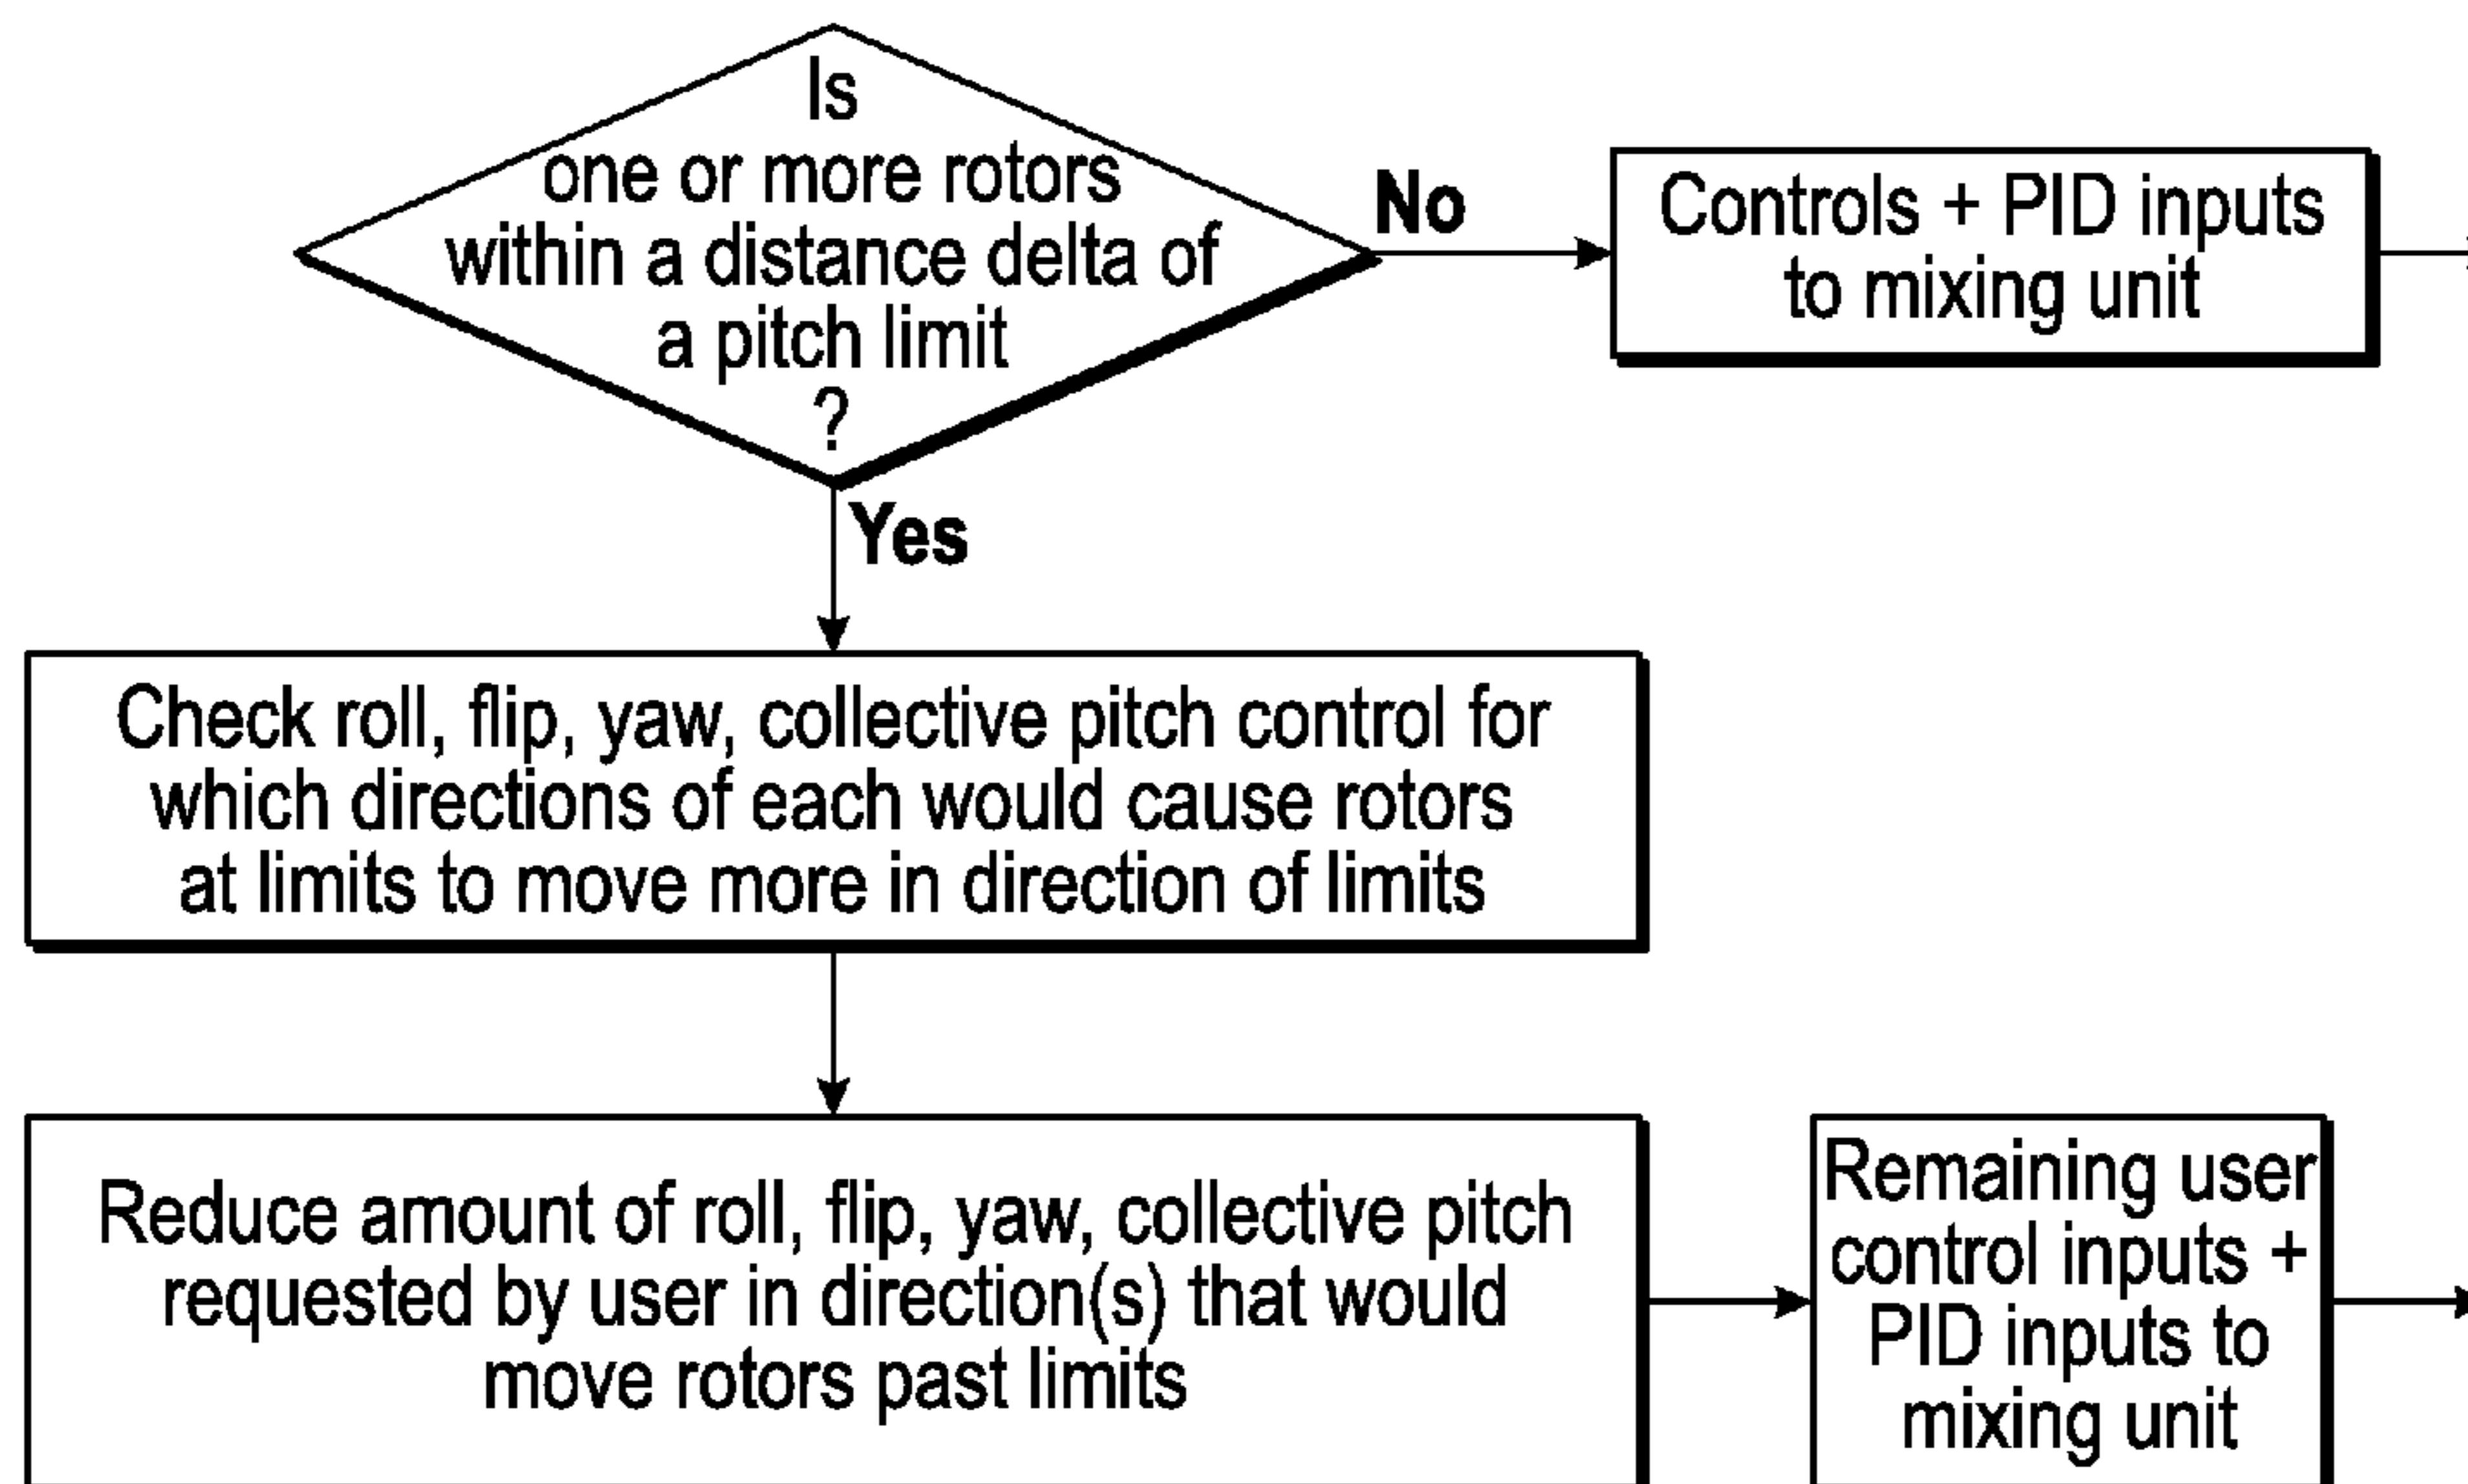 Is
one or more rotors
within a distance delta of
a pitch limit
?
No
Controls + PID inputs
to mixing unit
Yes
Check roll, flip, yaw, collective pitch control for
which directions of each would cause rotors
at limits to move more in direction of limits
Reduce amount of roll, flip, yaw, collective pitch
requested by user in direction(s) that would
move rotors past limits
Remaining user
control inputs +
PID inputs to
mixing unit